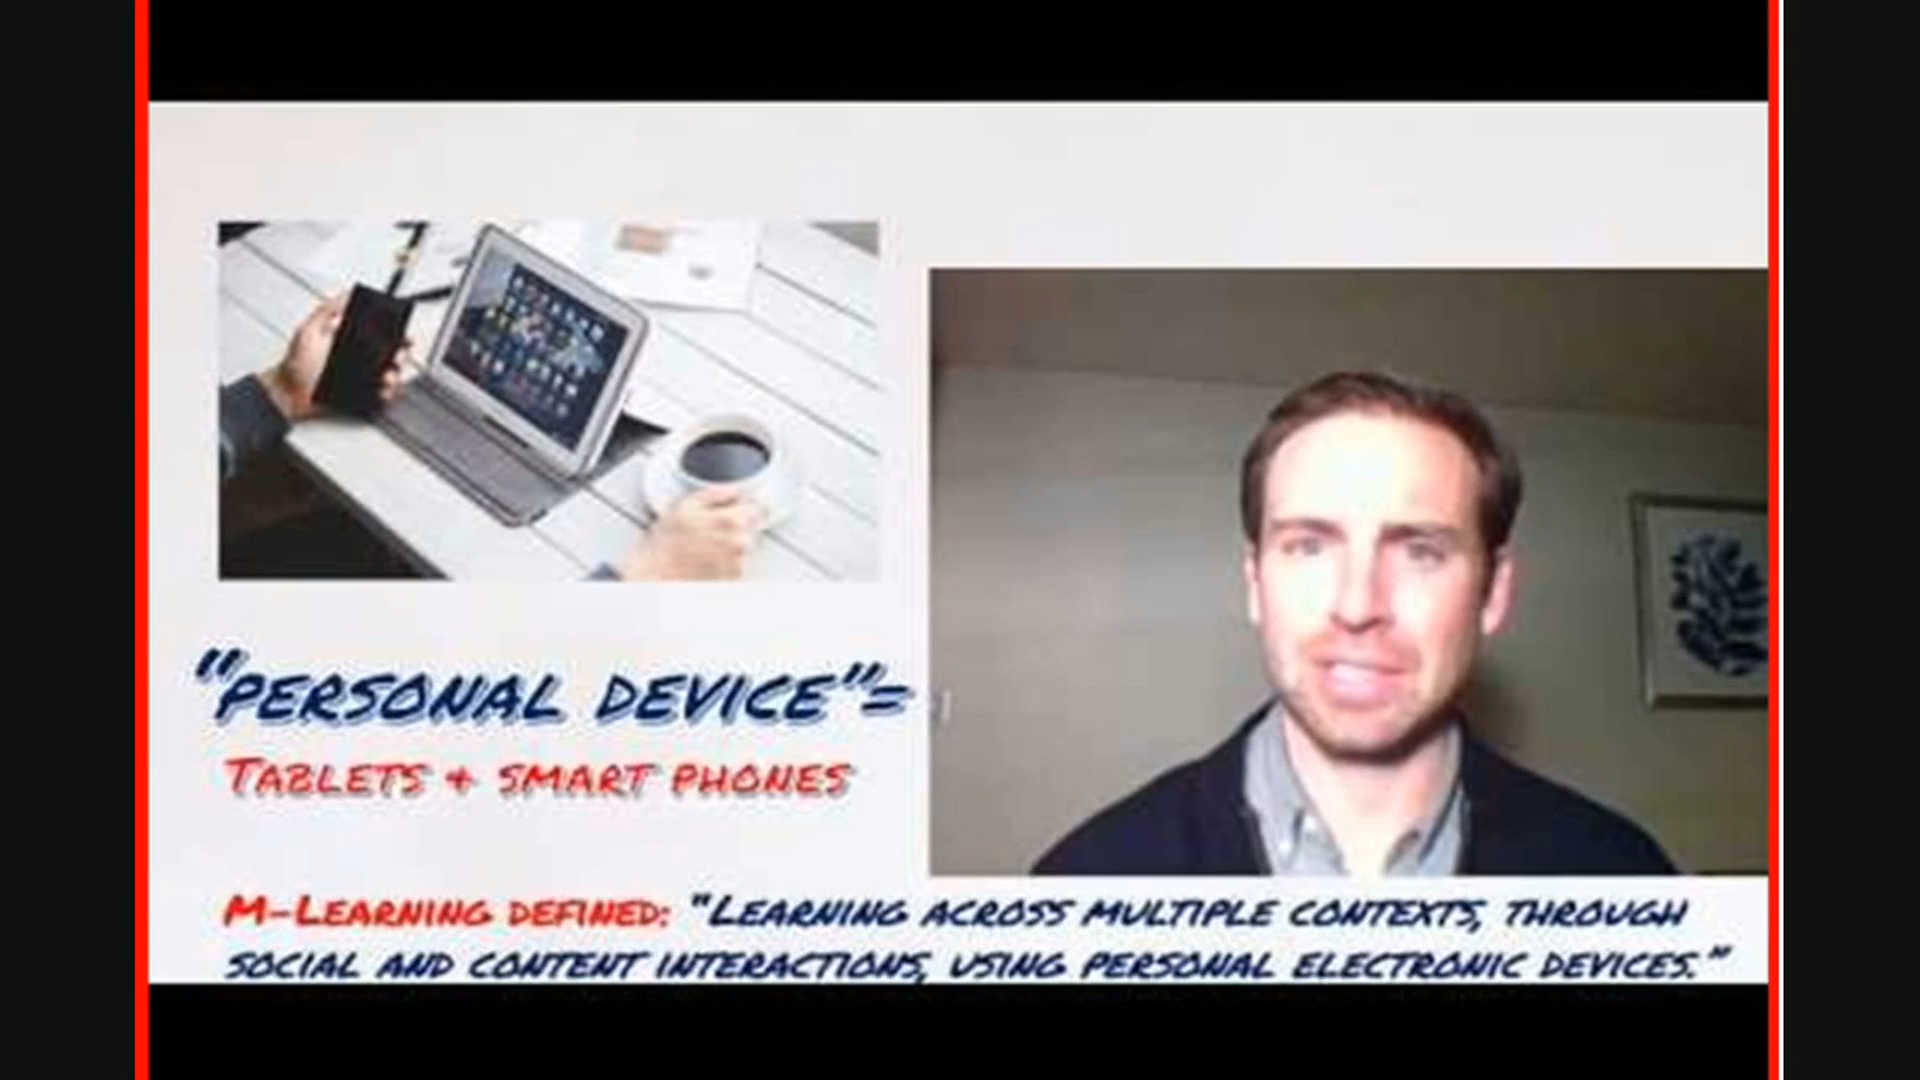 "PERSONAL DEVICE"=
TABLETS + SMART PHONES
M-LEARNING DEFINED: "LEARNING ACROSS MULTIPLE CONTEXTS, THROUGH
SOCIAL AND CONTENT INTERACTIONS, USING PERSONAL ELECTRONIC DEVICES."